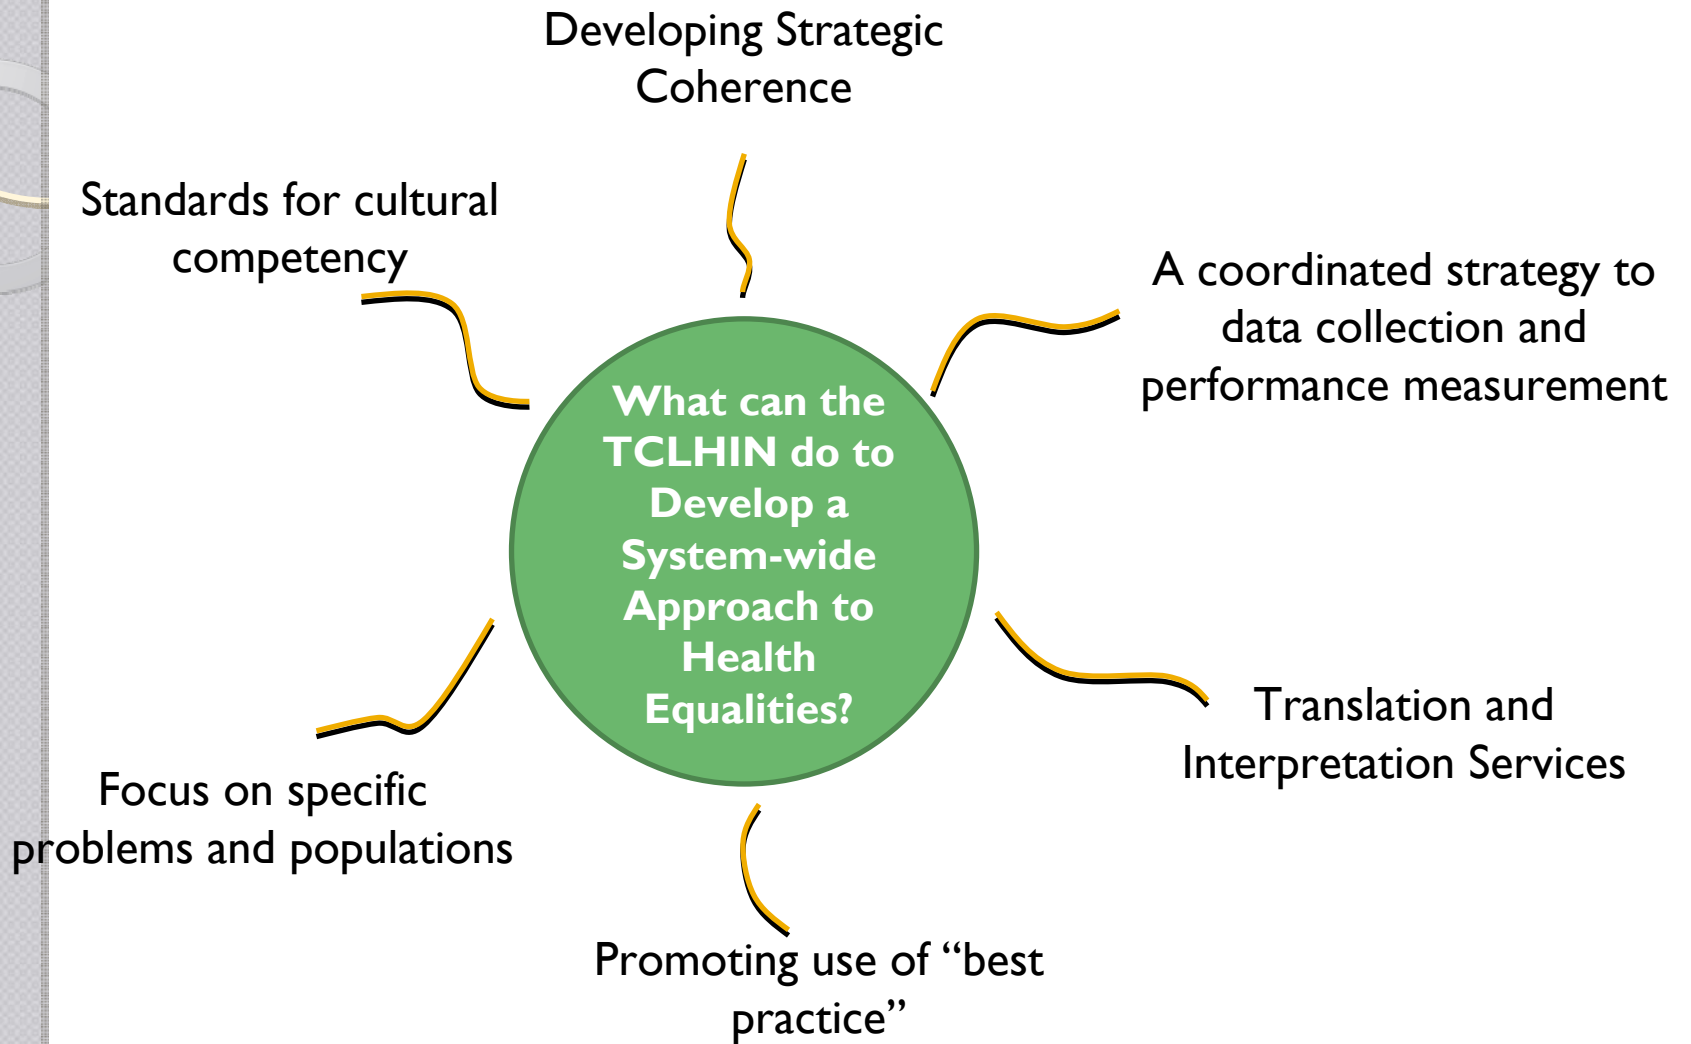 Developing Strategic
Coherence
Standards for cultural
competency
A coordinated strategy to
data collection and
performance measurement
What can the
TCLHIN do to
Develop a
System-wide
Approach to
Health
Equalities?
Translation and
Interpretation Services
Focus on specific
problems and populations
Promoting use of “best
practice”